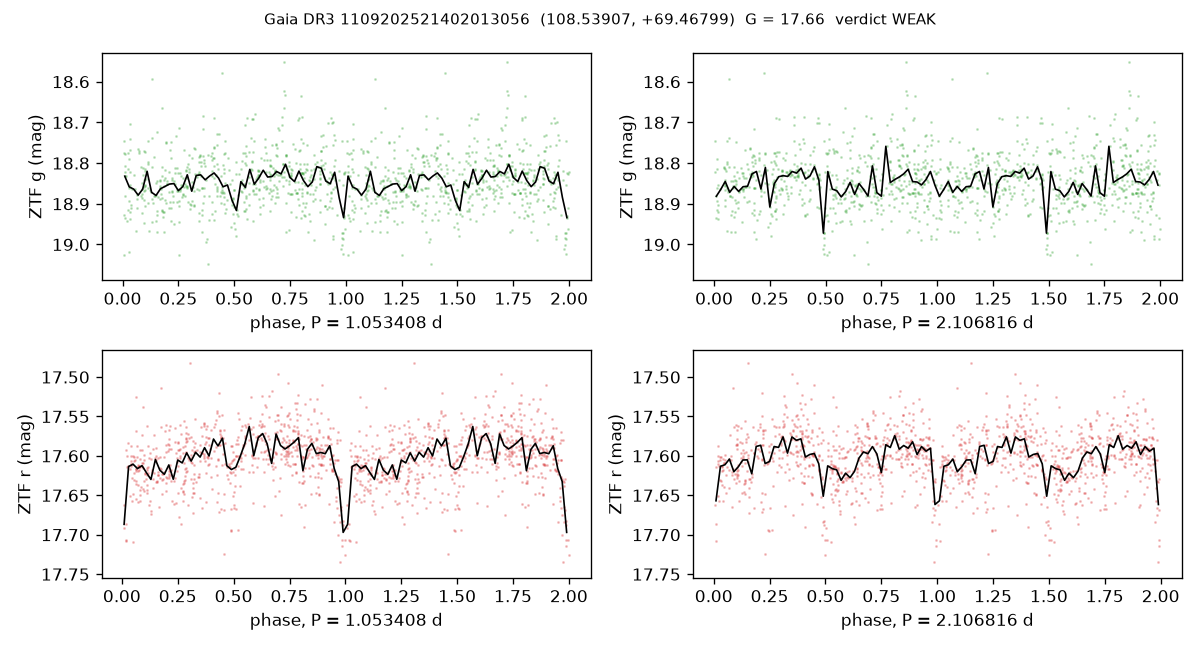 Gaia DR3 1109202521402013056 (108.53907, +69.46799) G = 17.66 verdict WEAK
ZTF g (mag)
18.6
18.7
18.8
18.9
19.0
0.00 0.25 0.50 0.75 1.00 1.25 1.50 1.75 2.00
phase, P = 1.053408 d
ZTF g (mag)
18.6
18.7
18.8
18.9
19.0
0.00 0.25 0.50 0.75 1.00 1.25 1.50 1.75 2.00
phase, P = 2.106816 d
ZTF r (mag)
17.50
17.55
17.60
17.65
17.70
17.75
0.00 0.25 0.50 0.75 1.00 1.25 1.50 1.75 2.00
phase, P = 1.053408 d
ZTF r (mag)
17.50
17.55
17.60
17.65
17.70
17.75
0.00 0.25 0.50 0.75 1.00 1.25 1.50 1.75 2.00
phase, P = 2.106816 d